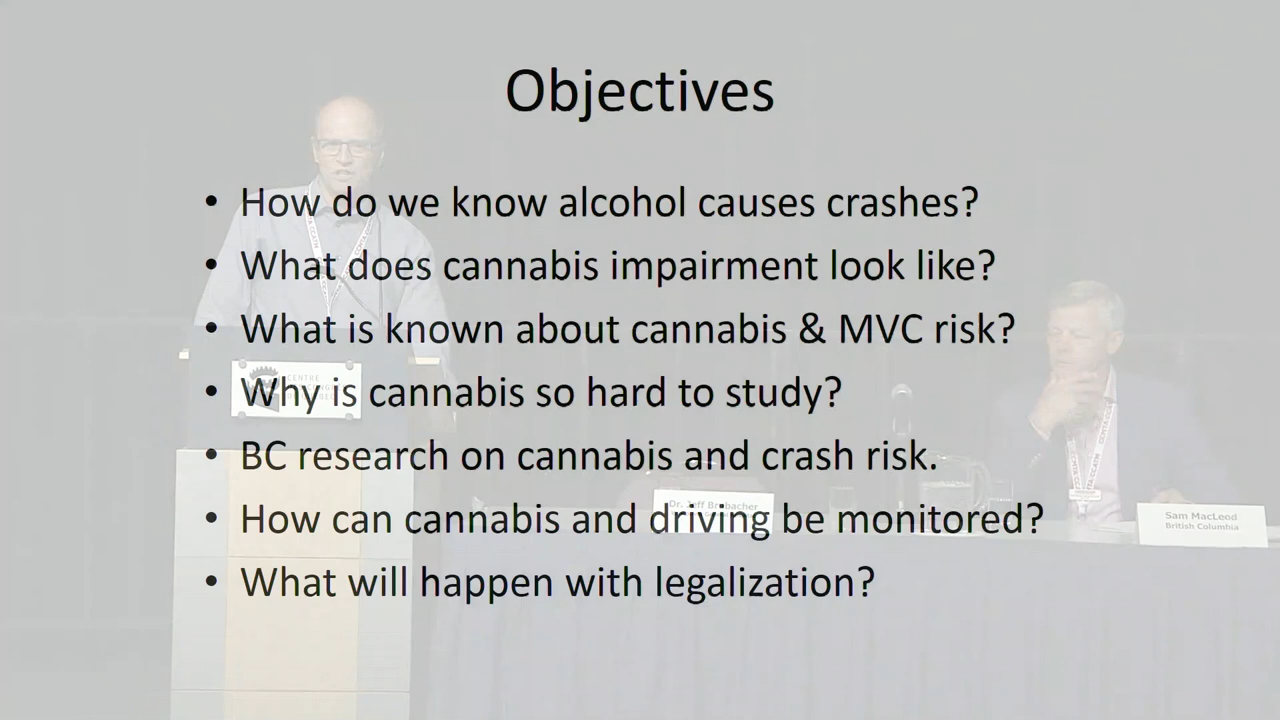 Objectives
• How do we know alcohol causes crashes?
• What does cannabis impairment look like?
• What is known about cannabis & MVC risk?
• Why is cannabis so hard to study?
• BC research on cannabis and crash risk.
• How can cannabis and driving be monitored?
• What will happen with legalization?
CENTRE
Dr. Jeff Brubacher
Sam MacLeod
British Columbia